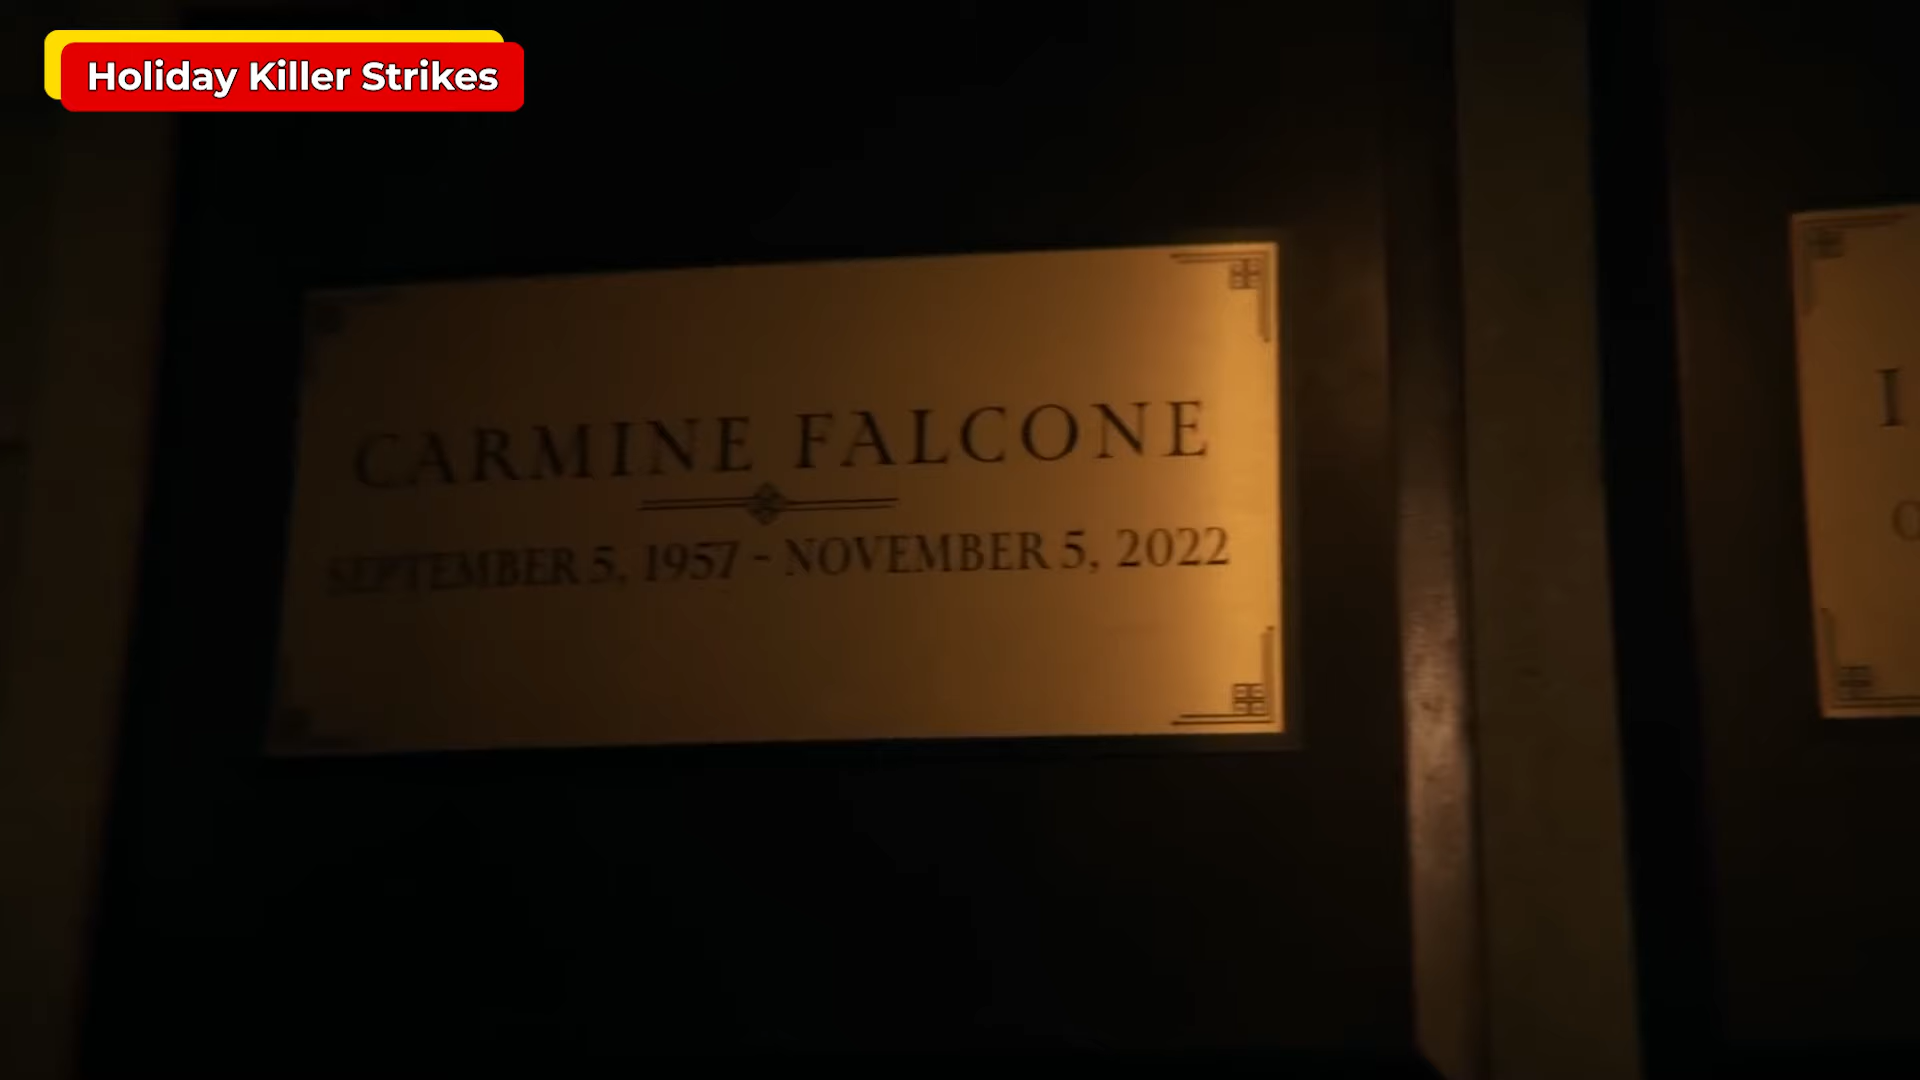 Holiday Killer Strikes
CARMINE FALCONE
SEPTEMBER 5, 1957 - NOVEMBER 5, 2022
I